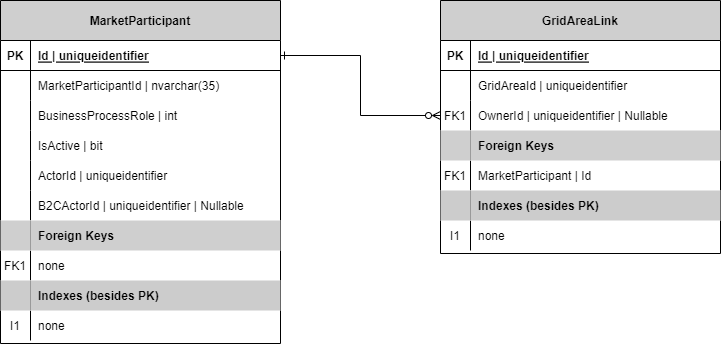 MarketParticipant
PK Id | uniqueidentifier
MarketParticipantId | nvarchar(35)
BusinessProcessRole | int
IsActive | bit
ActorId | uniqueidentifier
B2CActorId | uniqueidentifier | Nullable
Foreign Keys
FK1 none
Indexes (besides PK)
I1 none
GridAreaLink
PK Id | uniqueidentifier
GridAreaId | uniqueidentifier
FK1 OwnerId | uniqueidentifier | Nullable
Foreign Keys
FK1 MarketParticipant | Id
Indexes (besides PK)
I1 none